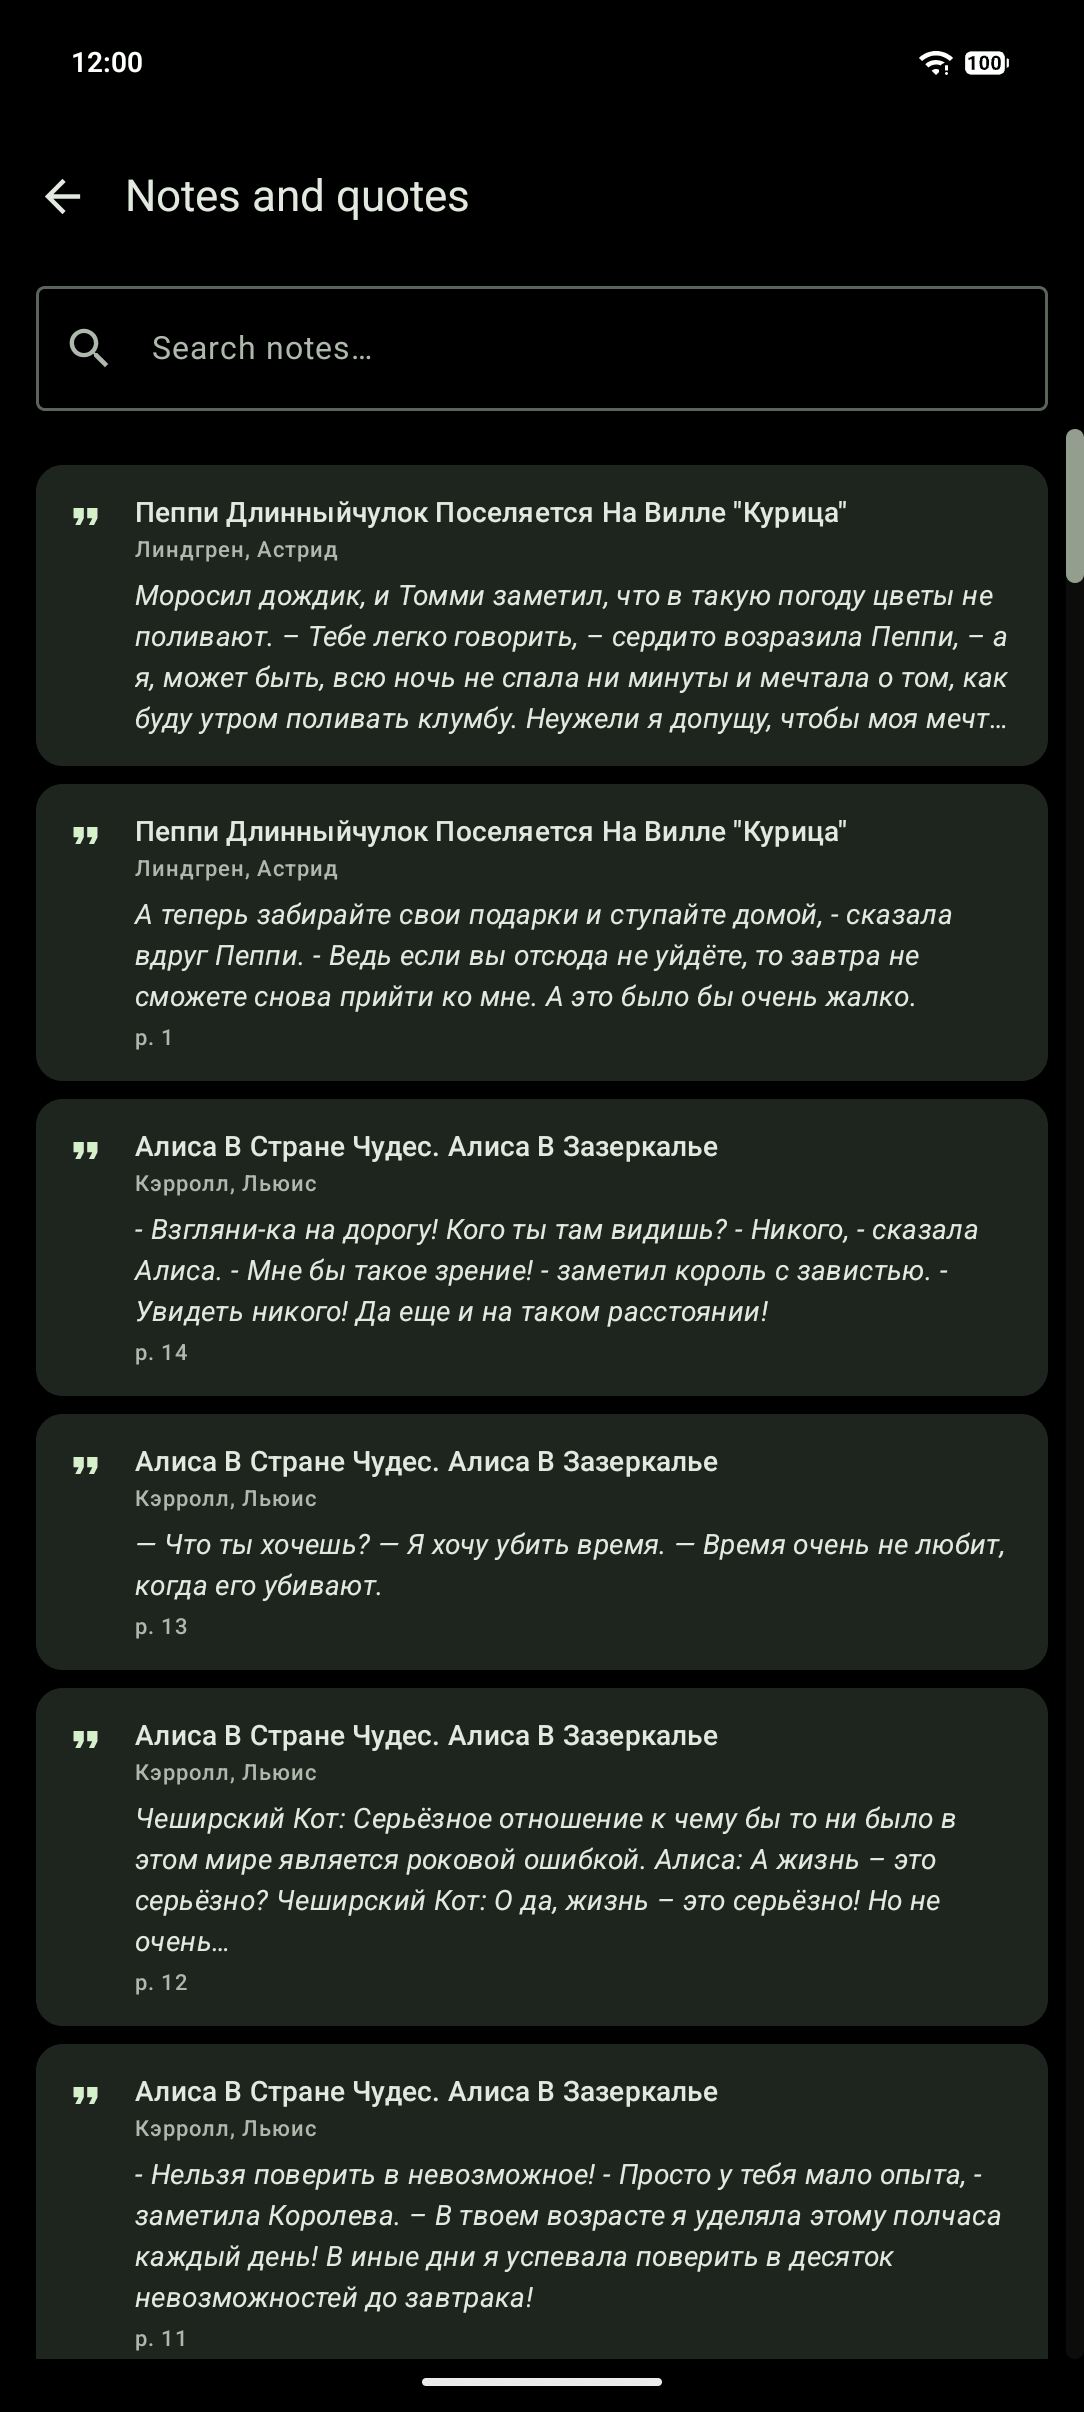 12:00
100
Notes and quotes
Search notes…
Пеппи Длинныйчулок Поселяется На Вилле "Курица"
Линдгрен, Астрид
Моросил дождик, и Томми заметил, что в такую погоду цветы не
поливают. – Тебе легко говорить, – сердито возразила Пеппи, – а
я, может быть, всю ночь не спала ни минуты и мечтала о том, как
буду утром поливать клумбу. Неужели я допущу, чтобы моя мечт…
Пеппи Длинныйчулок Поселяется На Вилле "Курица"
Линдгрен, Астрид
А теперь забирайте свои подарки и ступайте домой, - сказала
вдруг Пеппи. - Ведь если вы отсюда не уйдёте, то завтра не
сможете снова прийти ко мне. А это было бы очень жалко.
p. 1
Алиса В Стране Чудес. Алиса В Зазеркалье
Кэрролл, Льюис
- Взгляни-ка на дорогу! Кого ты там видишь? - Никого, - сказала
Алиса. - Мне бы такое зрение! - заметил король с завистью. -
Увидеть никого! Да еще и на таком расстоянии!
p. 14
Алиса В Стране Чудес. Алиса В Зазеркалье
Кэрролл, Льюис
— Что ты хочешь? — Я хочу убить время. — Время очень не любит,
когда его убивают.
p. 13
Алиса В Стране Чудес. Алиса В Зазеркалье
Кэрролл, Льюис
Чеширский Кот: Серьёзное отношение к чему бы то ни было в
этом мире является роковой ошибкой. Алиса: А жизнь – это
серьёзно? Чеширский Кот: О да, жизнь – это серьёзно! Но не
очень…
p. 12
Алиса В Стране Чудес. Алиса В Зазеркалье
Кэрролл, Льюис
- Нельзя поверить в невозможное! - Просто у тебя мало опыта, -
заметила Королева. – В твоем возрасте я уделяла этому полчаса
каждый день! В иные дни я успевала поверить в десяток
невозможностей до завтрака!
p. 11